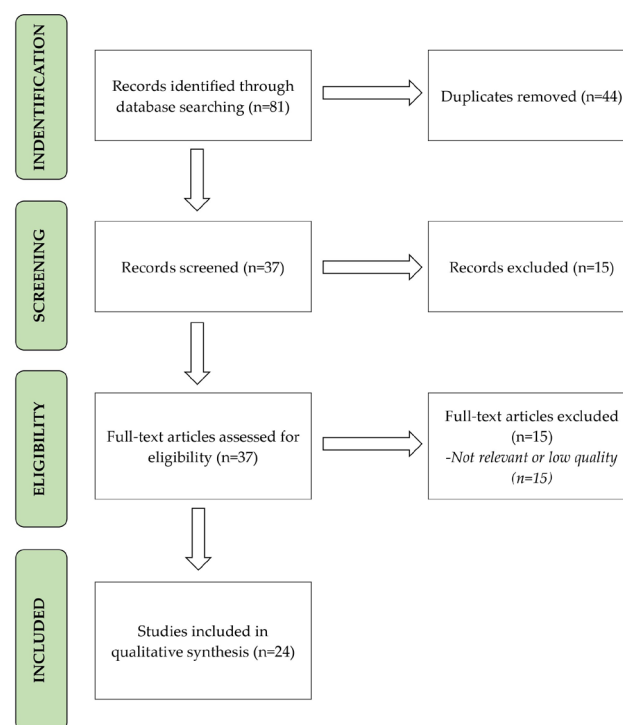 INDENTIFICATION
Records identified through
database searching (n=81)
Duplicates removed (n=44)
SCREENING
Records screened (n=37)
Records excluded (n=15)
ELIGIBILITY
Full-text articles assessed for
eligibility (n=37)
Full-text articles excluded
(n=15)
-Not relevant or low quality
(n=15)
INCLUDED
Studies included in
qualitative synthesis (n=24)